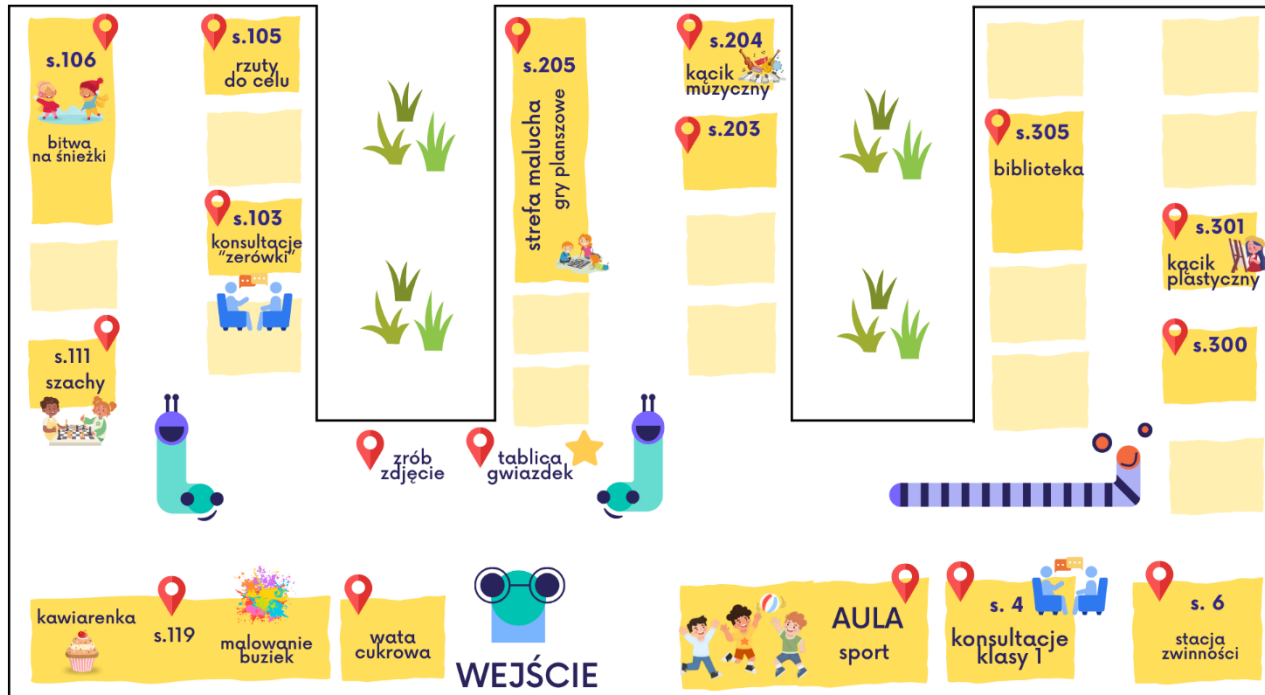 s.106
bitwa
na śnieżki
s.105
rzuty
do celu
s.103
konsultacje
"zerówki"
s.111
szachy
s.205
strefa malucha
gry planszowe
s.204
kącik
muzyczny
s.203
s.305
biblioteka
s.301
kącik
plastyczny
s.300
zrób
zdjęcie
tablica
gwiazdek
kawiarenka
s.119
malowanie
buziek
wata
cukrowa
WEJŚCIE
AULA
sport
s. 4
konsultacje
klasy 1
s. 6
stacja
zwinności